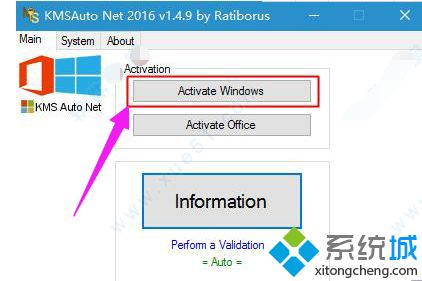 KMSAuto Net 2016 v1.4.9 by Ratiborus
Main System About
KMS Auto Net
Activation
Activate Windows
Activate Office
Information
Perform a Validation
= Auto =
系统城
xitongcheng.com